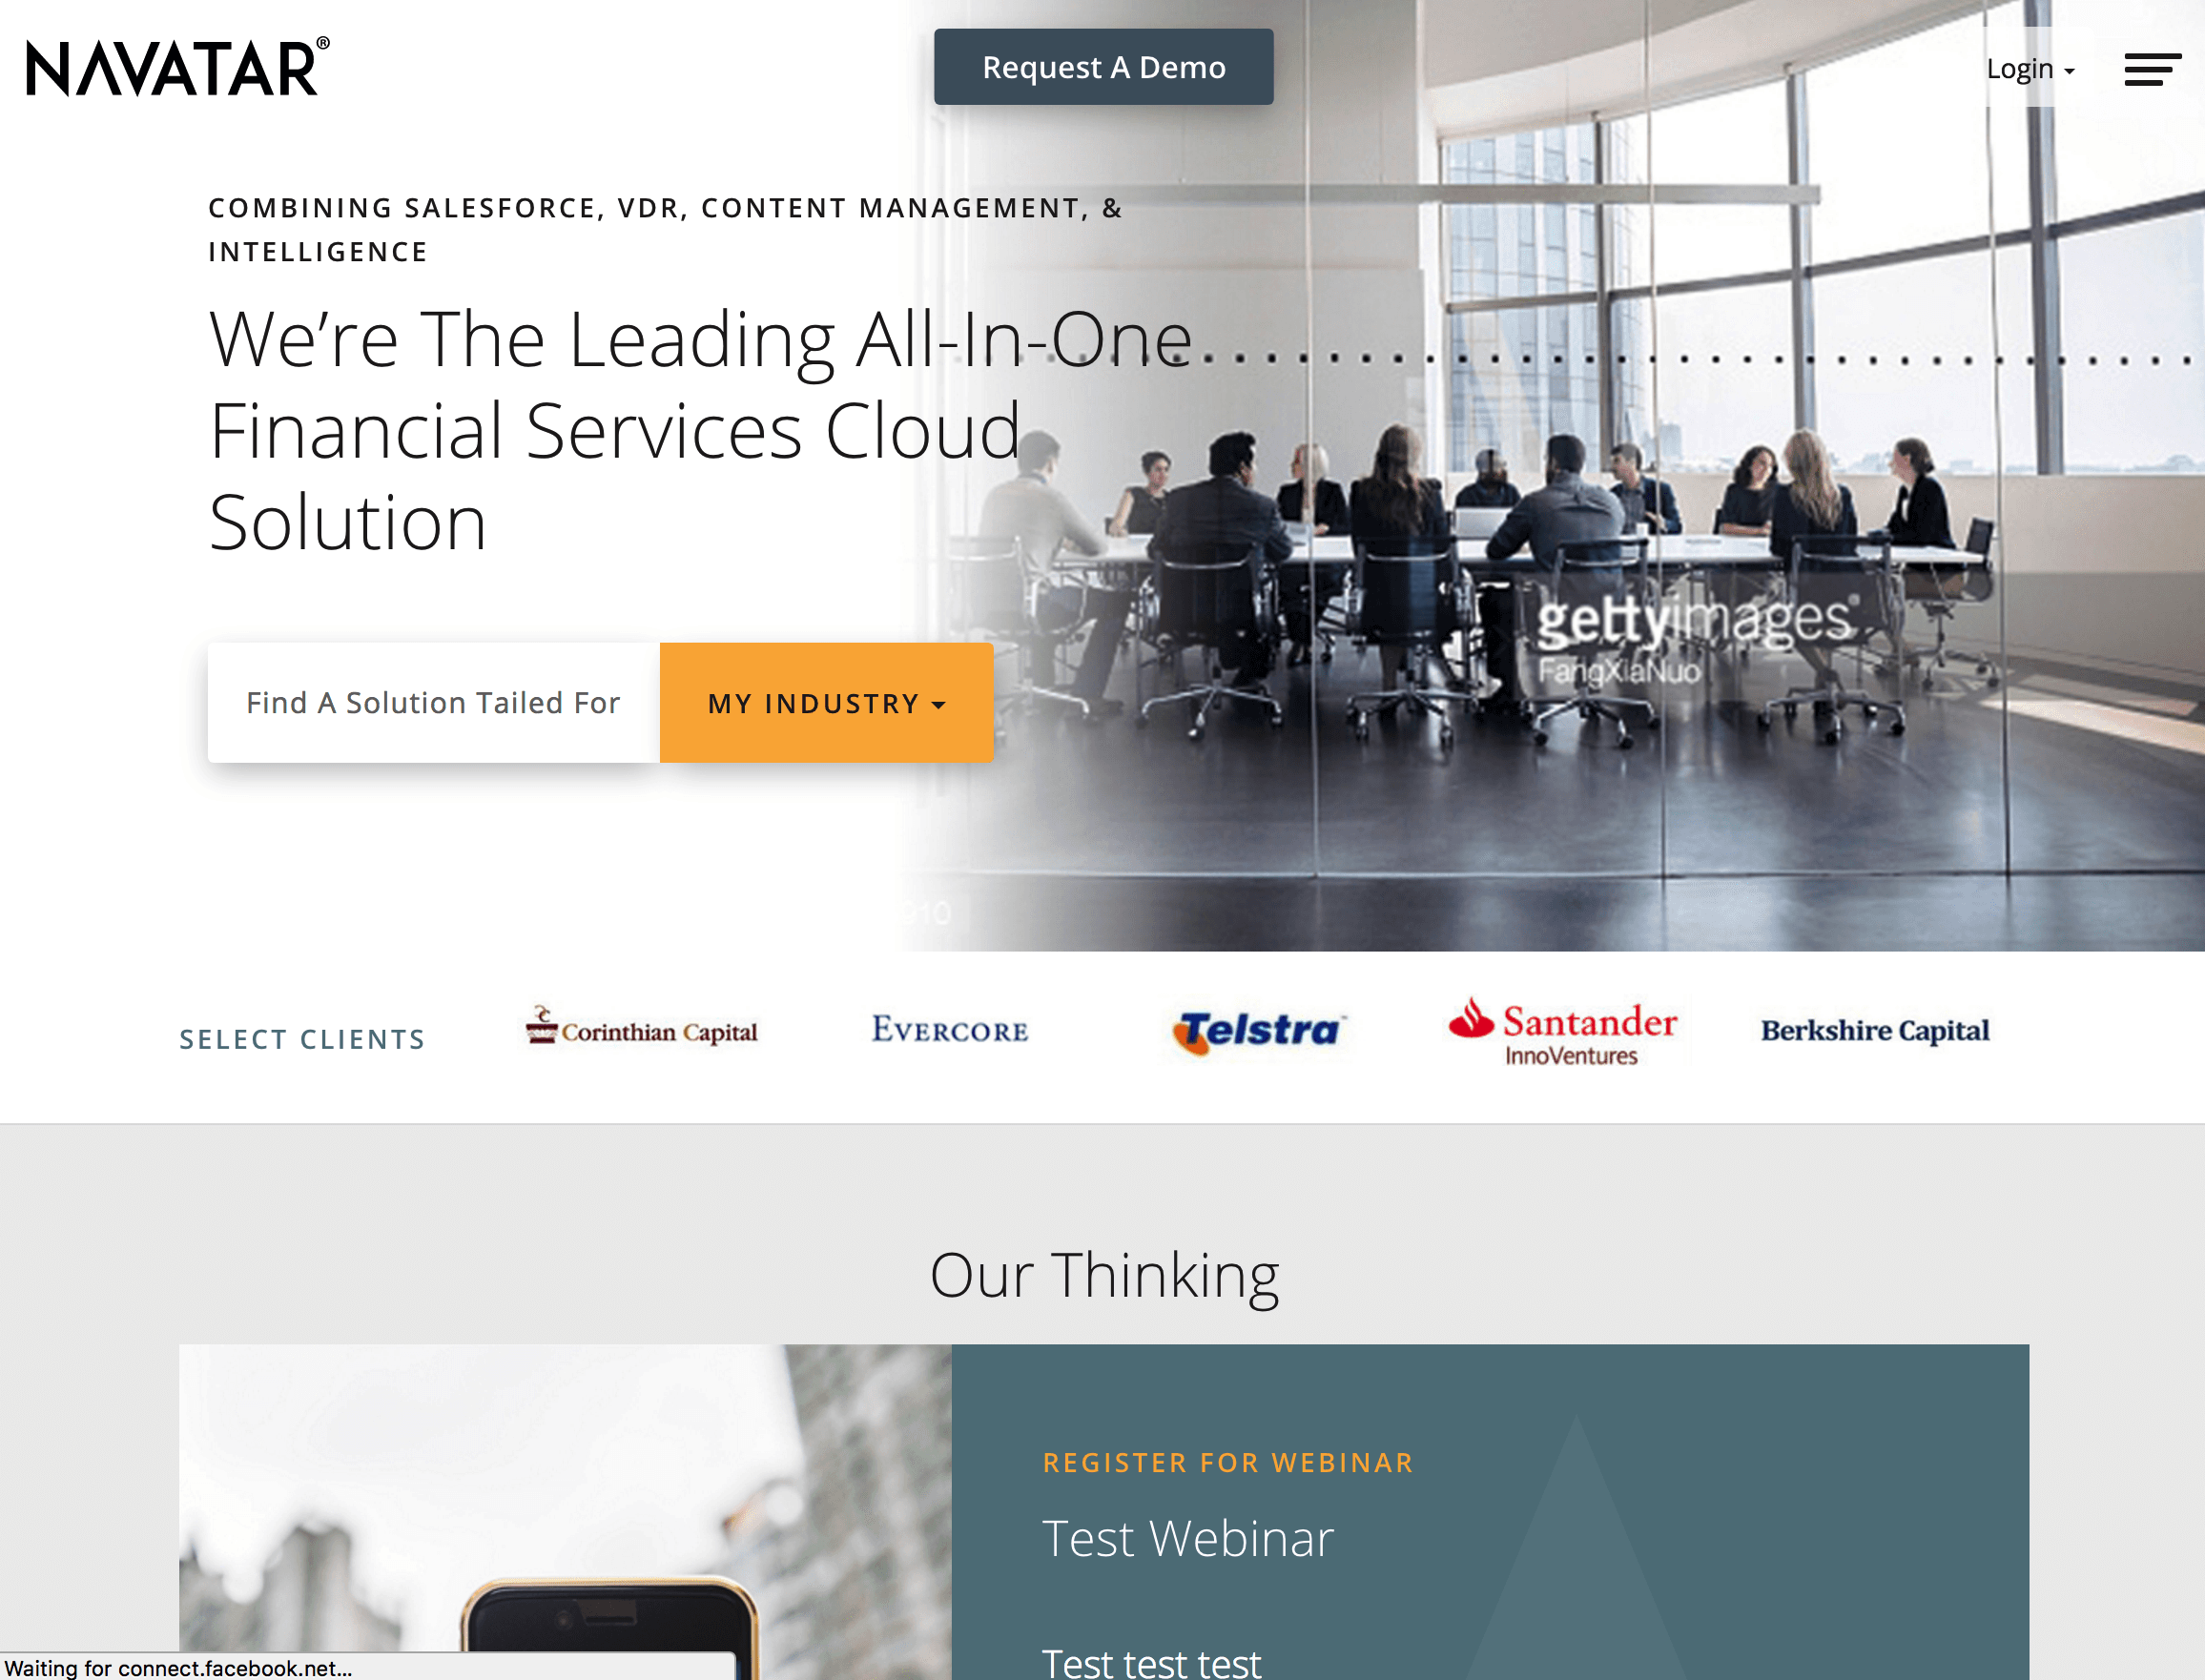 NAVATAR®
Request A Demo
Login
COMBINING SALESFORCE, VDR, CONTENT MANAGEMENT, &
INTELLIGENCE
We’re The Leading All-In-One
Financial Services Cloud
Solution
Find A Solution Tailed For
MY INDUSTRY
gettyimages®
FangXiaNuo
910
SELECT CLIENTS
Corinthian Capital
EVERCORE
Telstra™
Santander
InnoVentures
Berkshire Capital
Our Thinking
REGISTER FOR WEBINAR
Test Webinar
Test test test
Waiting for connect.facebook.net...